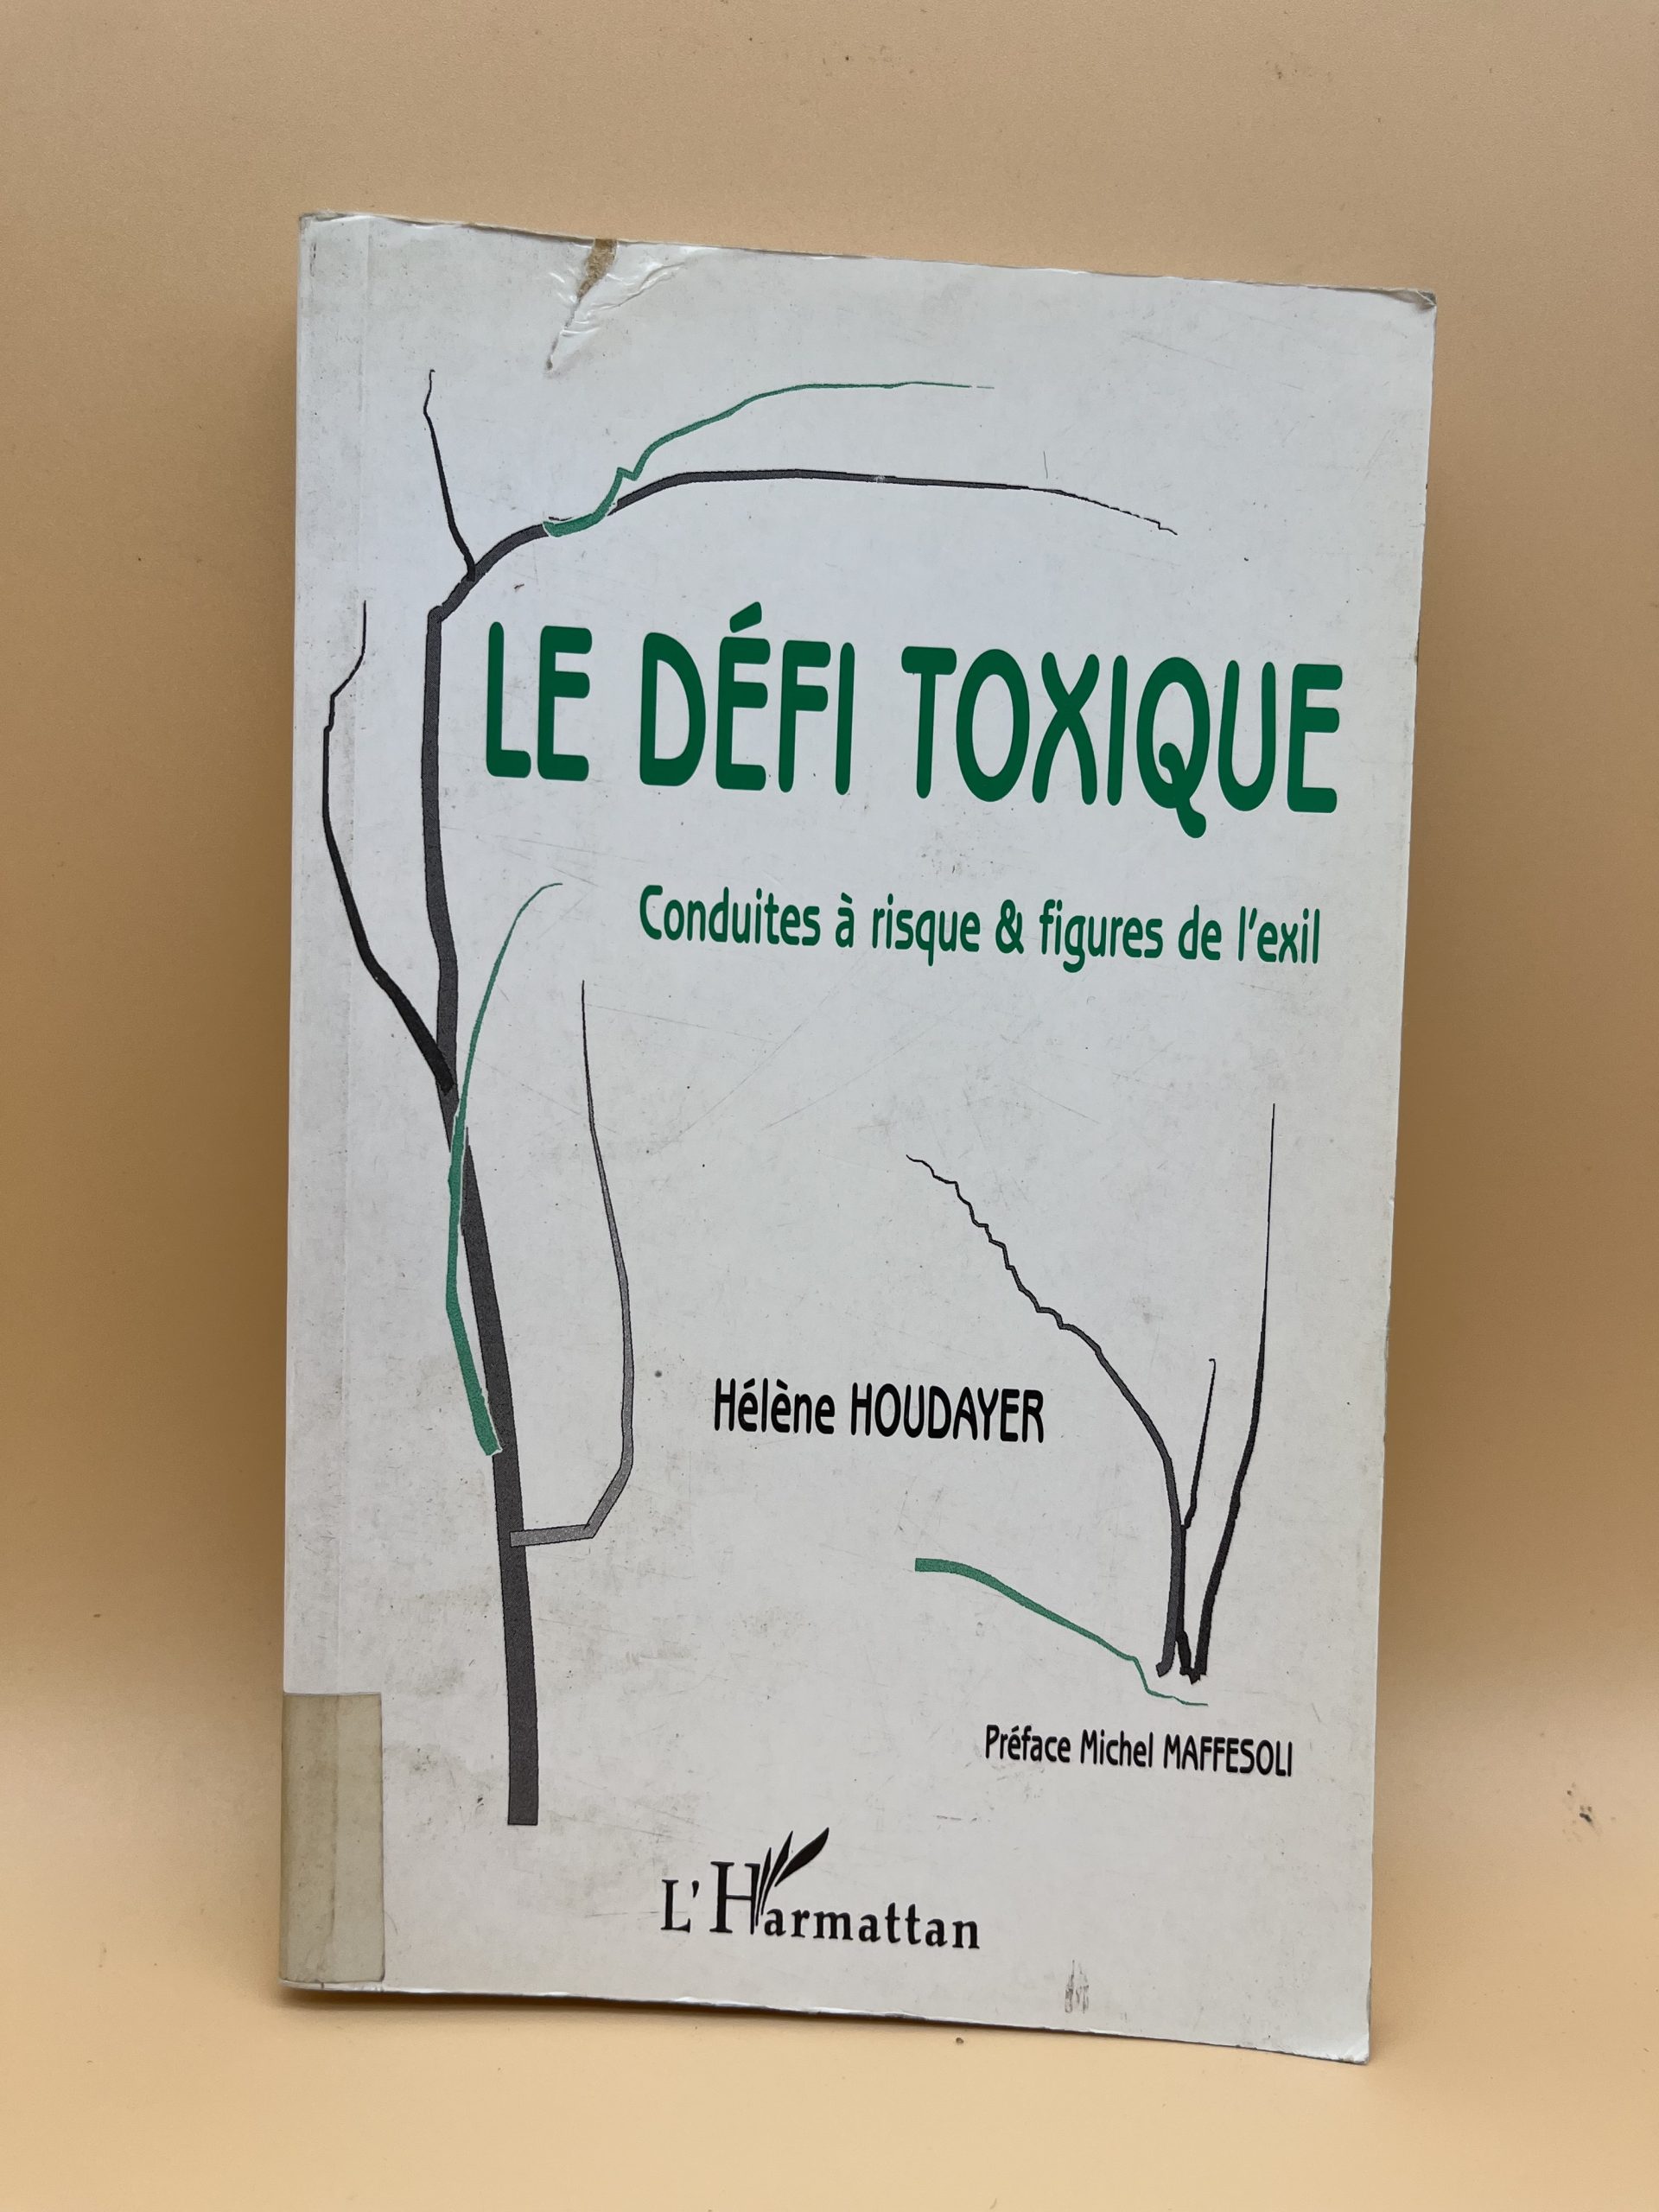 LE DÉFI TOXIQUE
Conduites à risque & figures de l'exil
Hélène HOUDAYER
Préface Michel MAFFESOLI
L'Harmattan